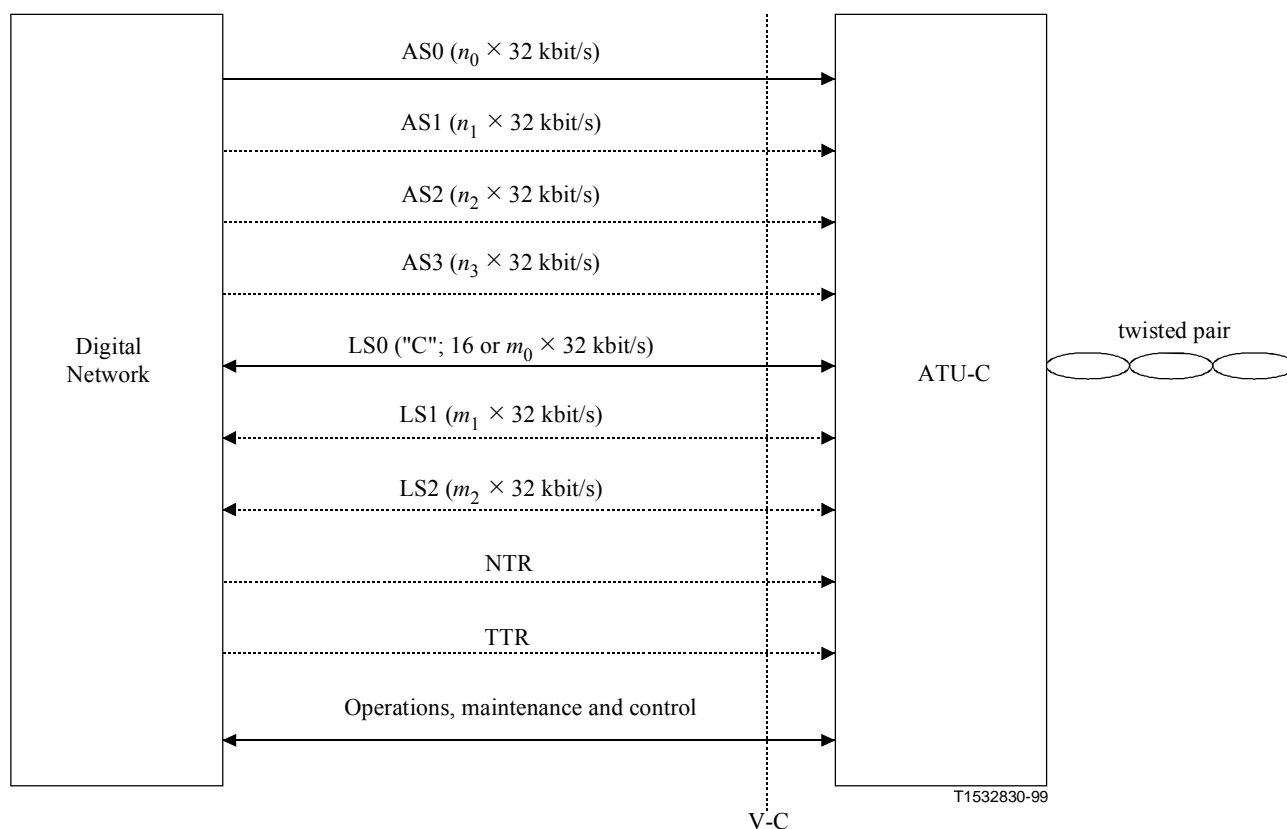 AS0 (n0 × 32 kbit/s)
AS1 (n1 × 32 kbit/s)
AS2 (n2 × 32 kbit/s)
AS3 (n3 × 32 kbit/s)
Digital
Network
LS0 ("C"; 16 or m0 × 32 kbit/s)
ATU-C
twisted pair
LS1 (m1 × 32 kbit/s)
LS2 (m2 × 32 kbit/s)
NTR
TTR
Operations, maintenance and control
T1532830-99
V-C